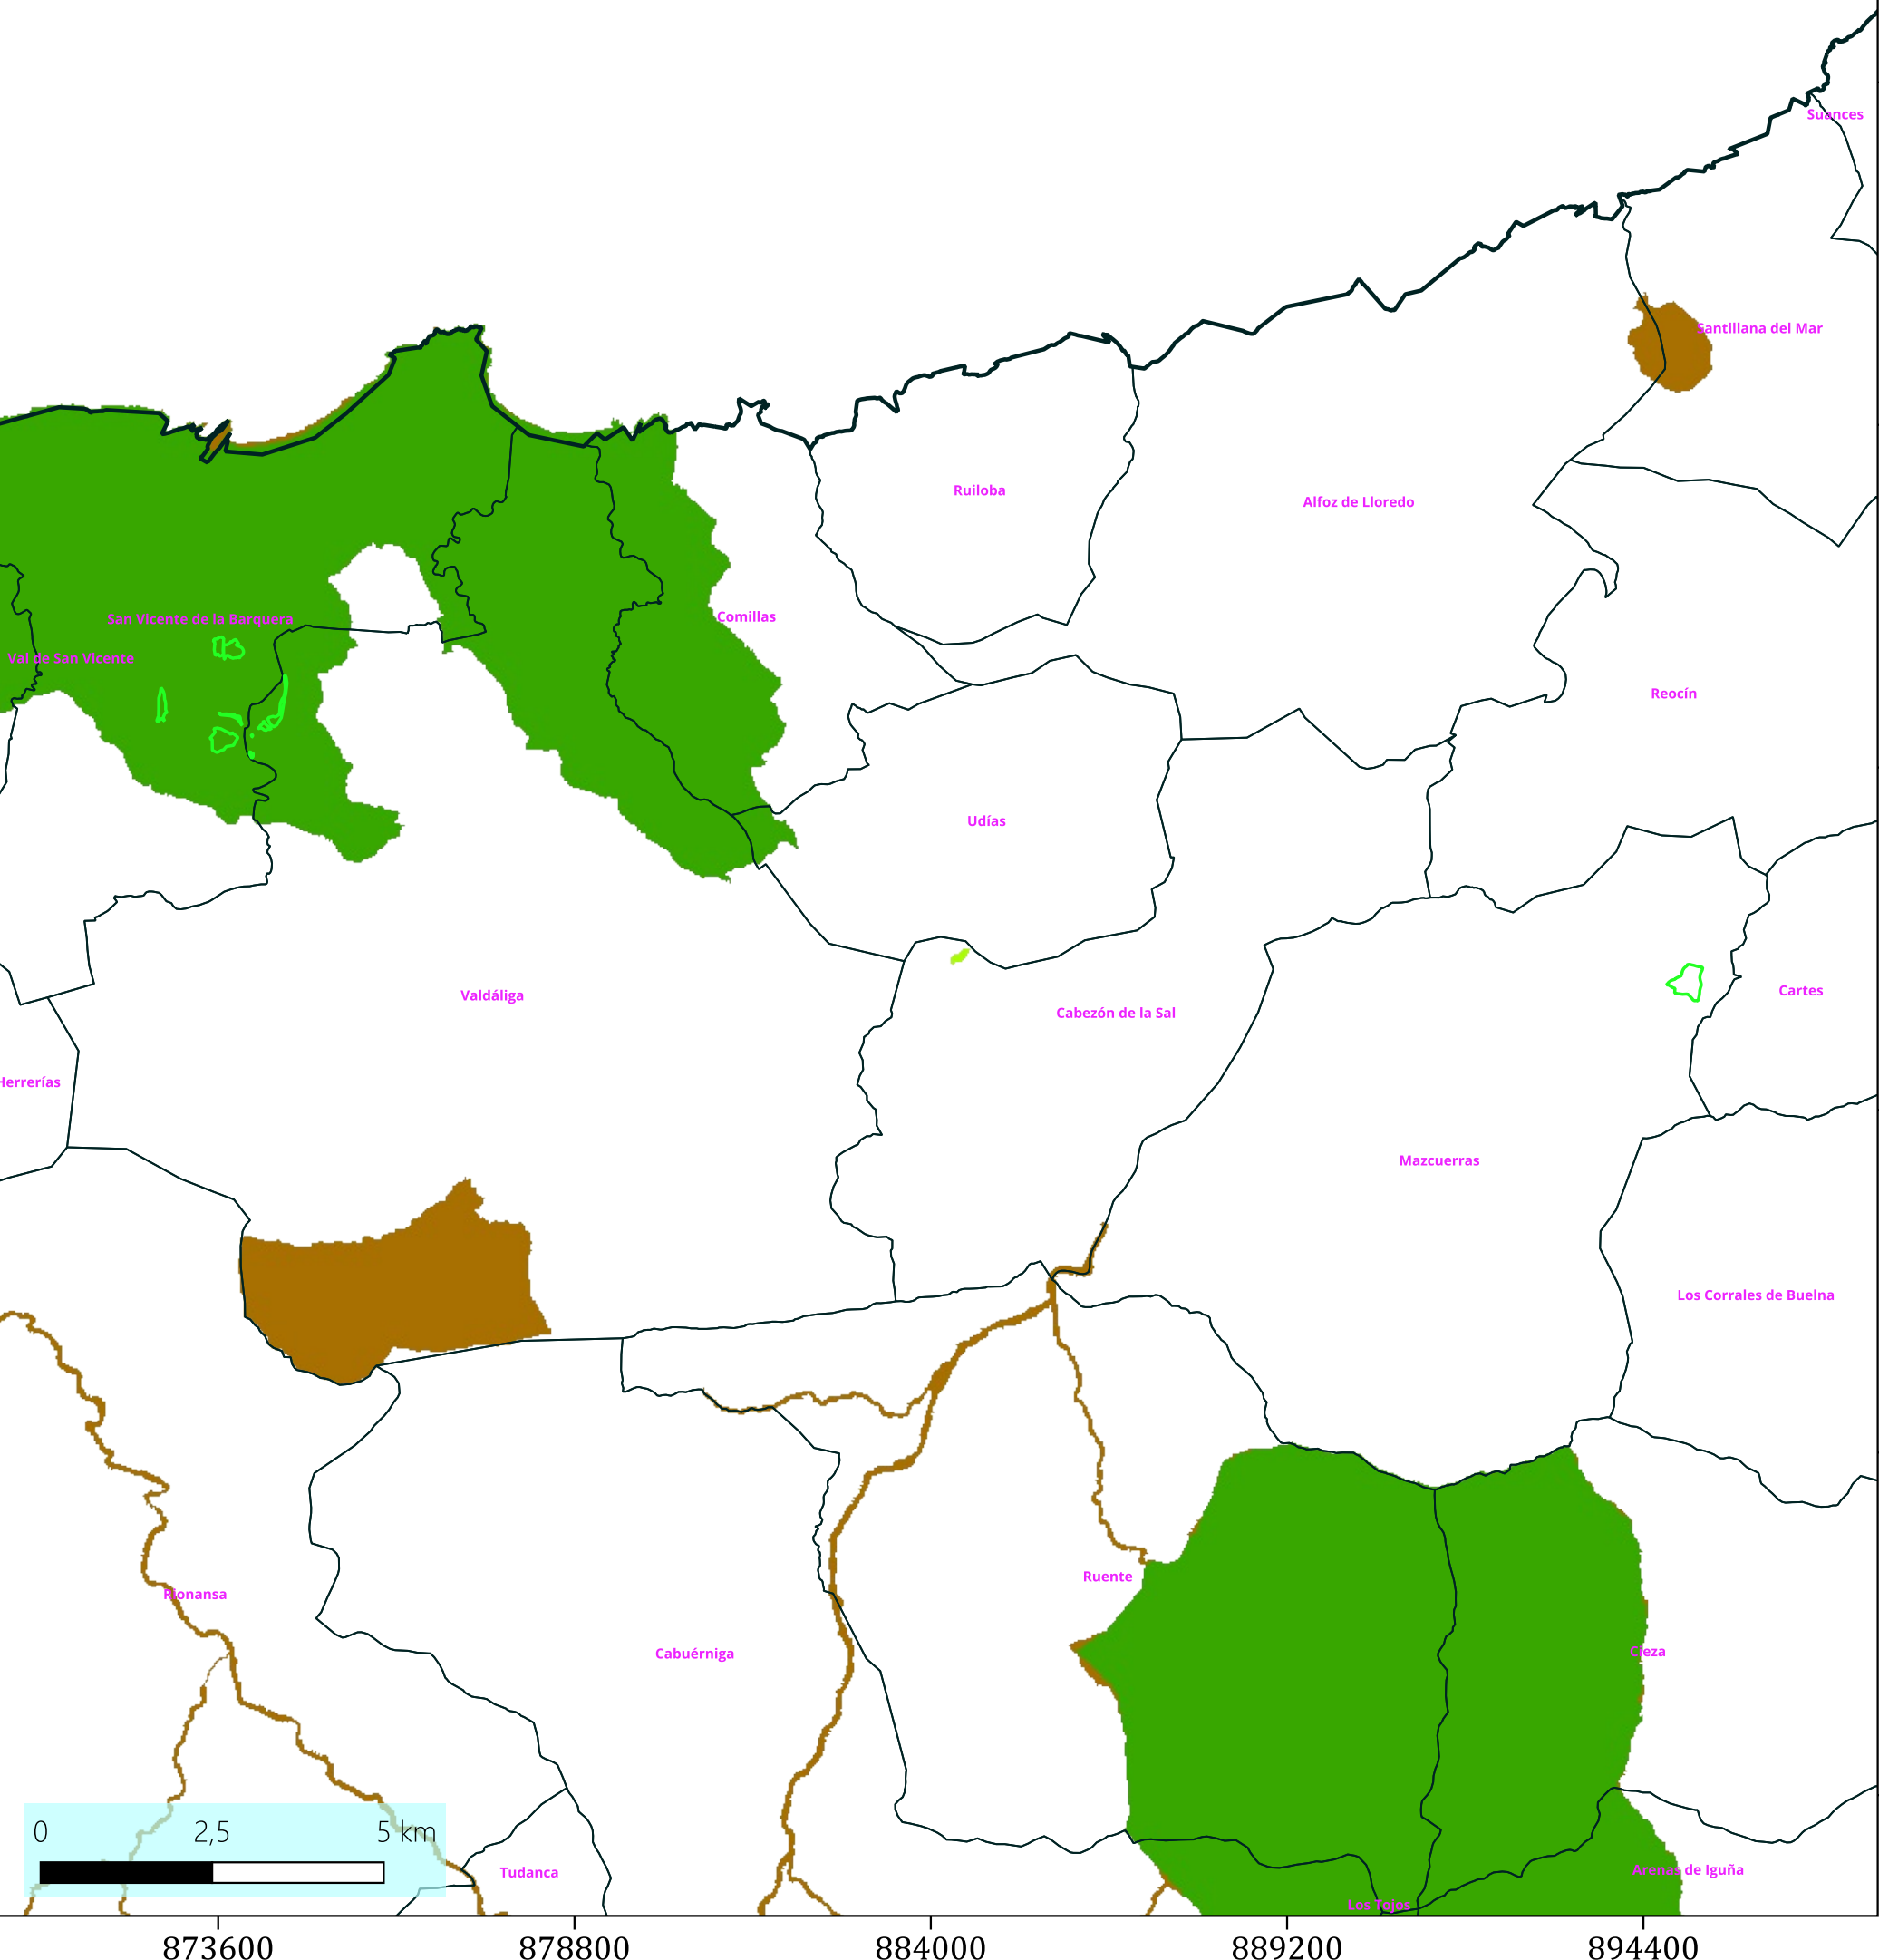 Suances
Santillana del Mar
Ruiloba
Alfoz de Lloredo
San Vicente de la Barquera
Comillas
Val de San Vicente
Reocín
Udías
Valdáliga
Cartes
Cabezón de la Sal
Herrerías
Mazcuerras
Los Corrales de Buelna
Ruente
Rionansa
Cieza
Cabuérniga
0 2,5 5 km
Arenas de Iguña
Tudanca
Los Tojos
873600 878800 884000 889200 894400